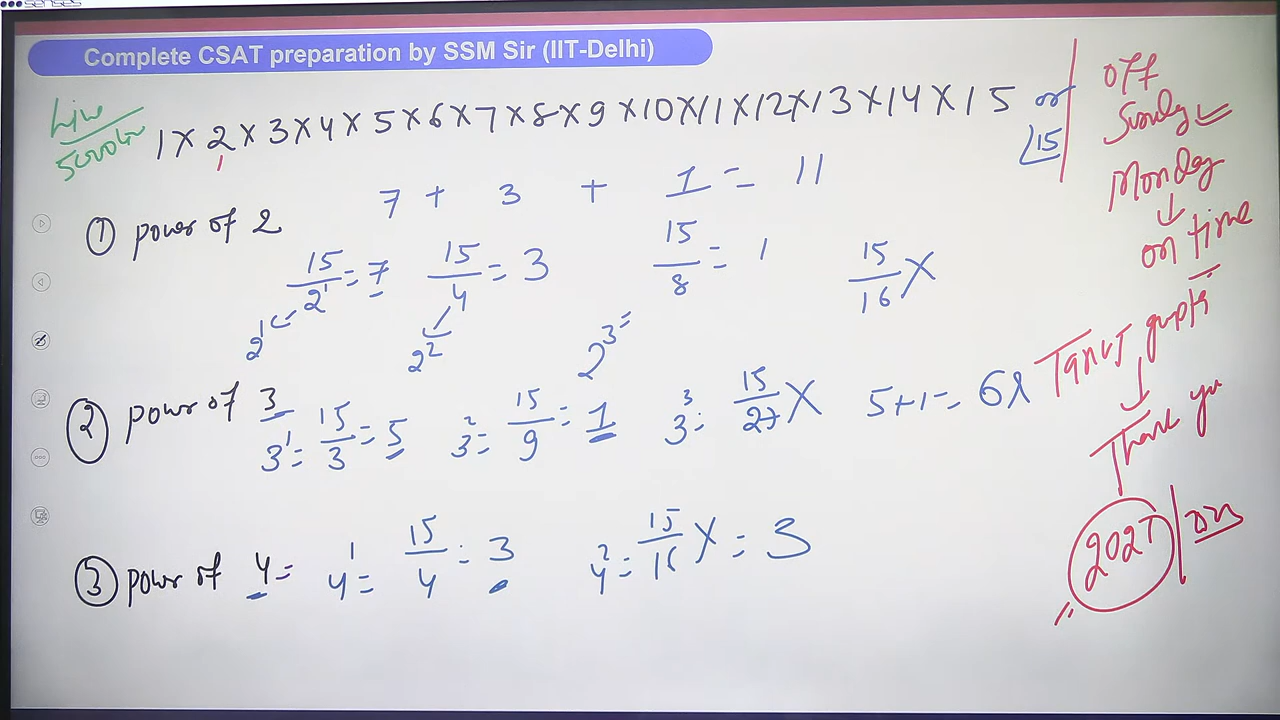 senses
Complete CSAT preparation by SSM Sir (IIT-Delhi)
Live
1 × 2 × 3 × 4 × 5 × 6 × 7 × 8 × 9 × 10 × 11 × 12 × 13 × 14 × 15 or
⌊15
7 + 3 + 1 = 11
① power of 2
15/2¹ = 7 15/4 = 3 15/8 = 1 15/16 ×
2¹ 2² 2³ =
② power of 3
3¹ = 15/3 = 5 3² = 15/9 = 1 3³ = 15/27 × 5+1 = 6
③ power of 4 = 4¹ = 15/4 = 3 4² = 15/16 × = 3
Off
Monday
↓
on time
Tanuj gupta
↓
Thank you
2027